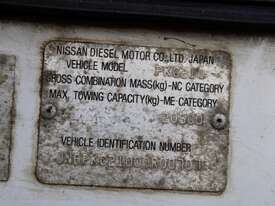 NISSAN DIESEL MOTOR CO., LTD. JAPAN
VEHICLE MODEL
GROSS COMBINATION MASS(kg)-NC CATEGORY
MAX. TOWING CAPACITY(kg)-ME CATEGORY
VEHICLE IDENTIFICATION NUMBER